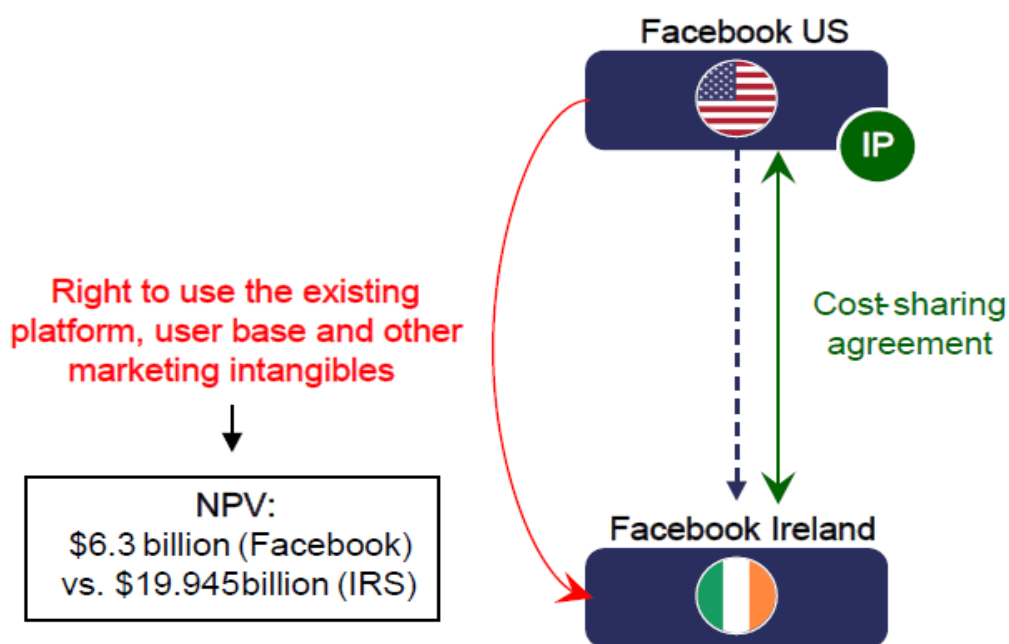 Facebook US
IP
Right to use the existing
platform, user base and other
marketing intangibles
Cost-sharing
agreement
NPV:
$6.3 billion (Facebook)
vs. $19.945billion (IRS)
Facebook Ireland